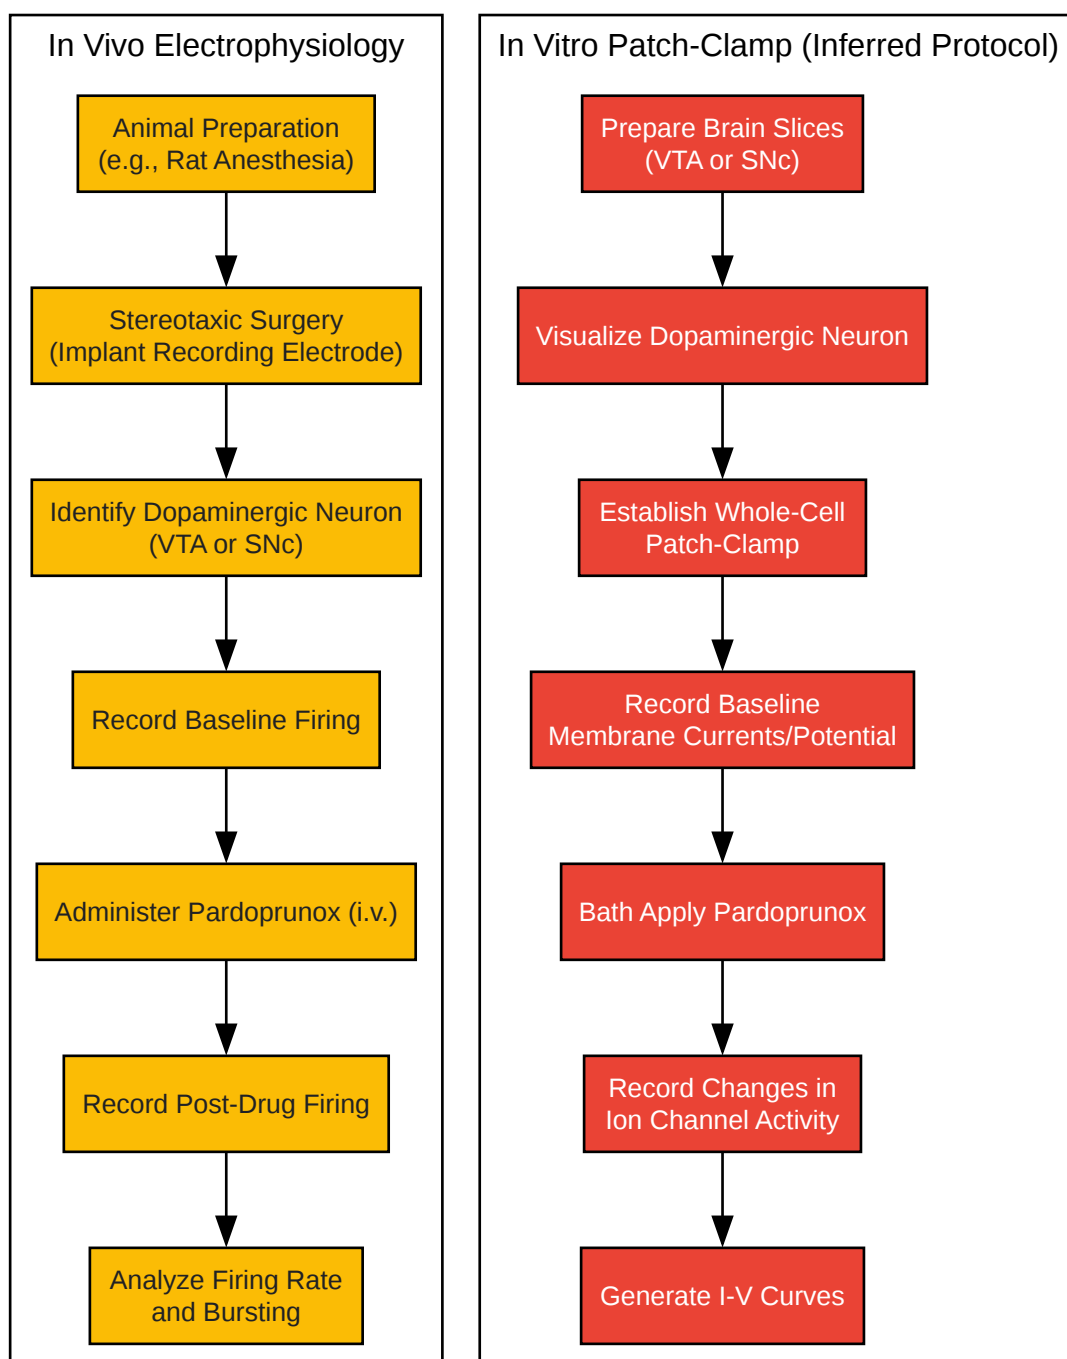 In Vivo Electrophysiology
Animal Preparation
(e.g., Rat Anesthesia)
Stereotaxic Surgery
(Implant Recording Electrode)
Identify Dopaminergic Neuron
(VTA or SNc)
Record Baseline Firing
Administer Pardoprunox (i.v.)
Record Post-Drug Firing
Analyze Firing Rate
and Bursting
In Vitro Patch-Clamp (Inferred Protocol)
Prepare Brain Slices
(VTA or SNc)
Visualize Dopaminergic Neuron
Establish Whole-Cell
Patch-Clamp
Record Baseline
Membrane Currents/Potential
Bath Apply Pardoprunox
Record Changes in
Ion Channel Activity
Generate I-V Curves